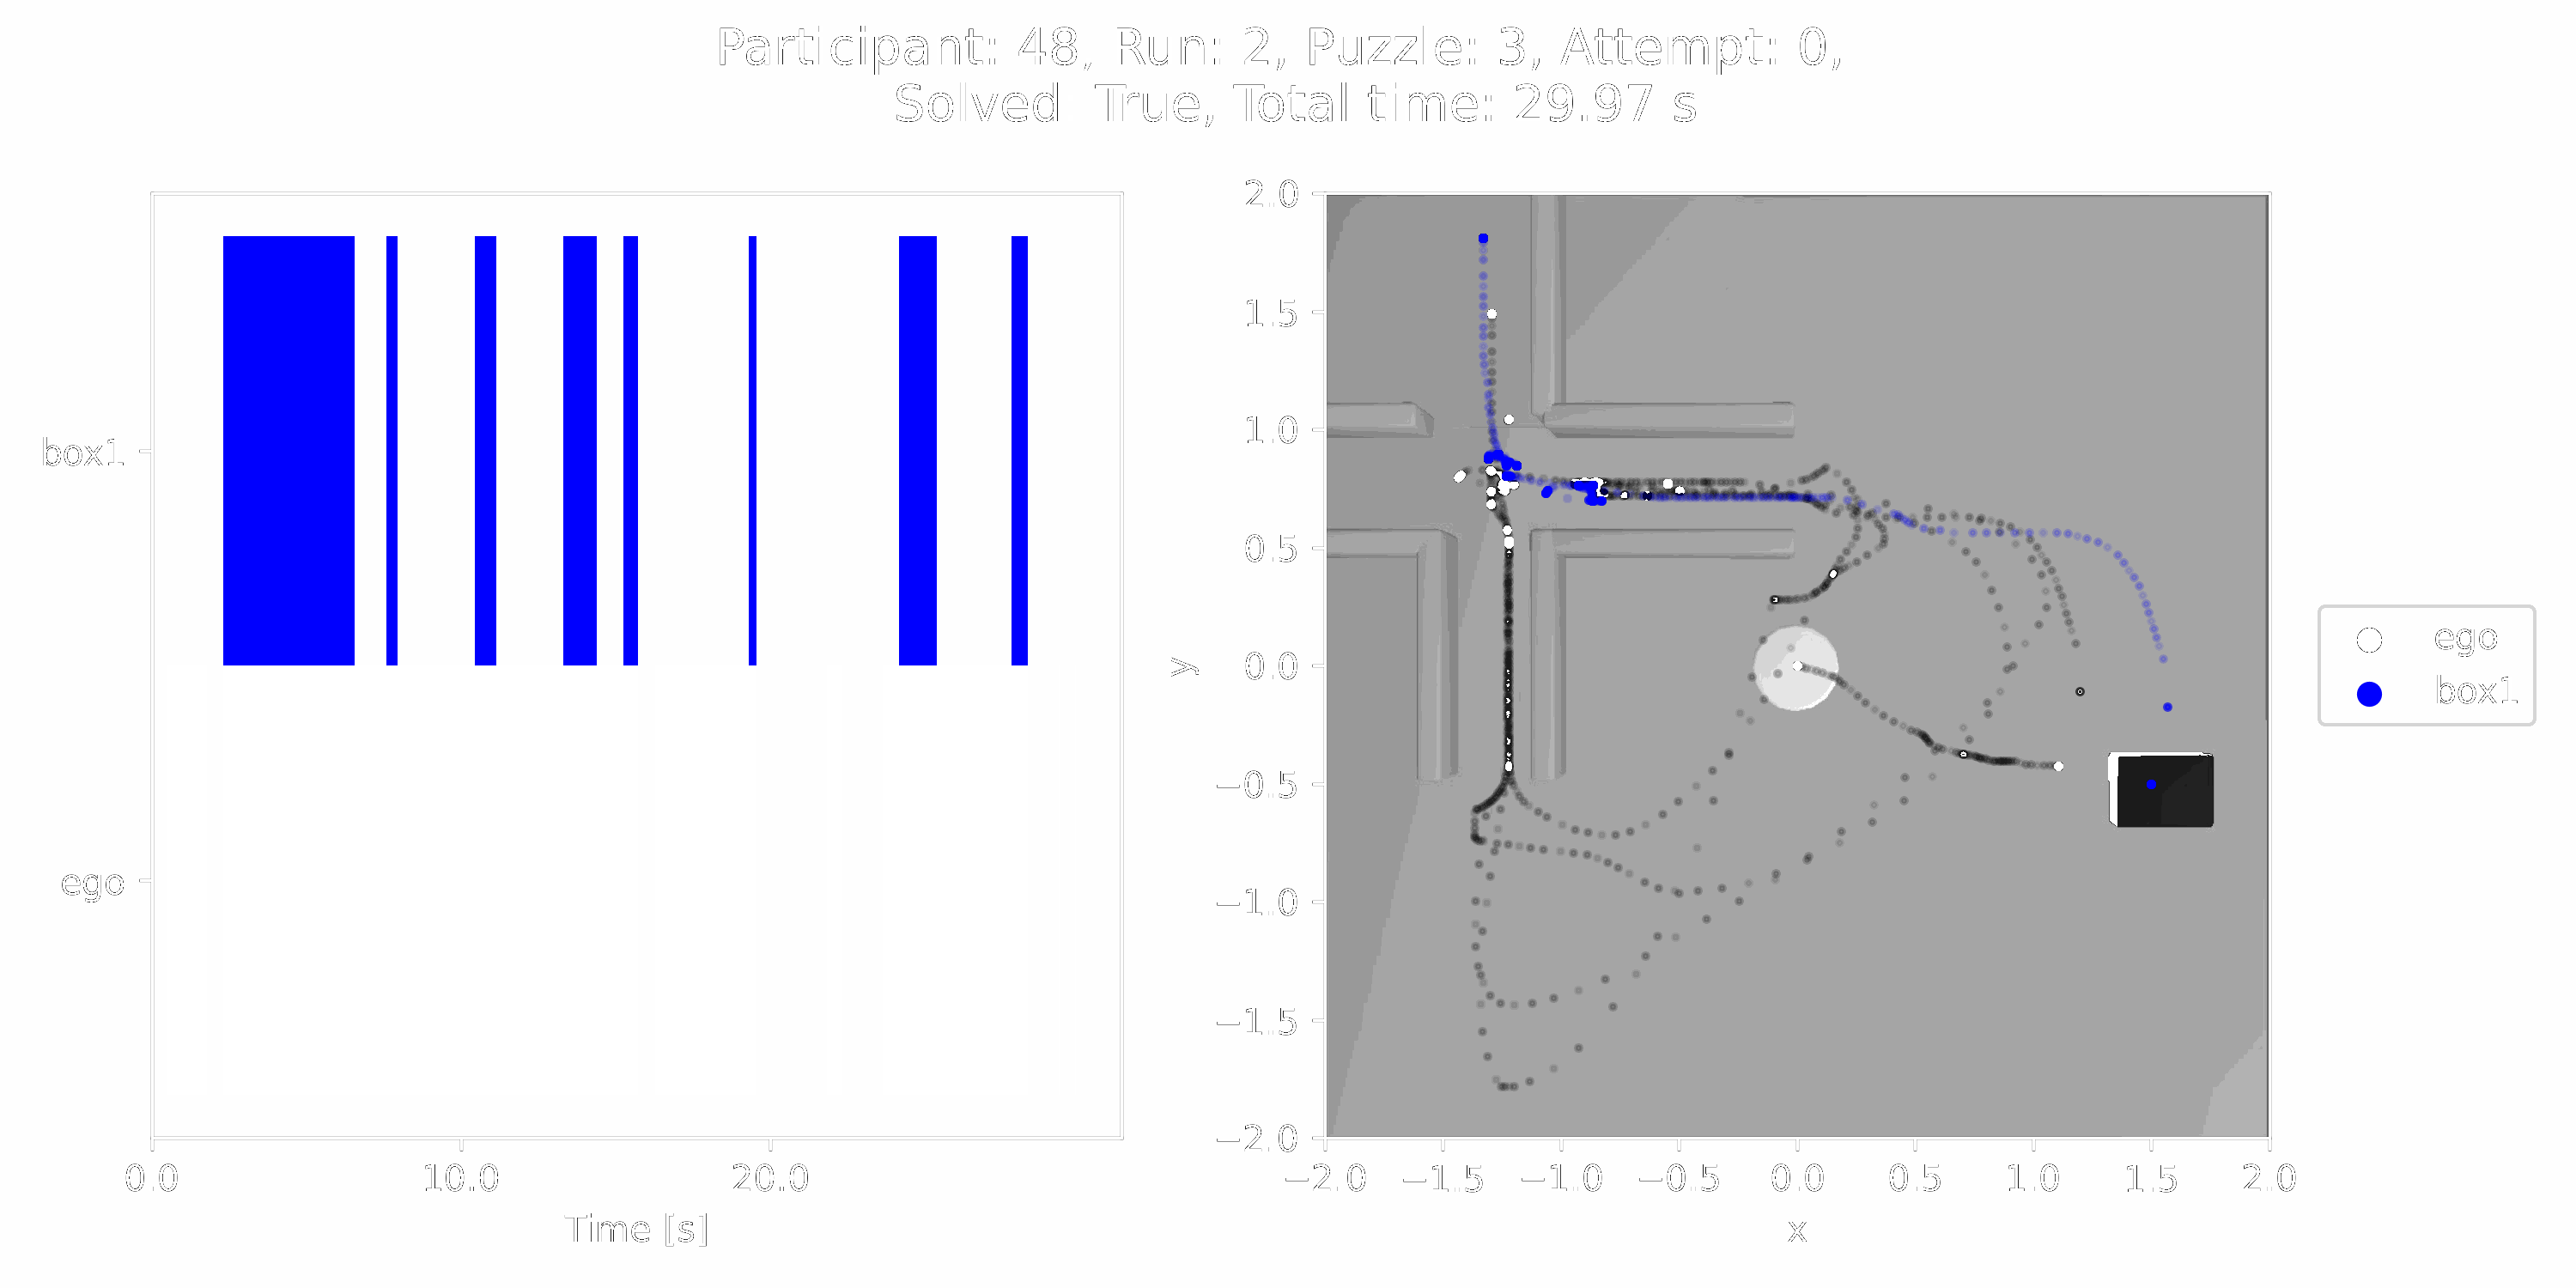 Participant: 48, Run: 2, Puzzle: 3, Attempt: 0,
Solved True, Total time: 29.97 s
box1
ego
0.0 10.0 20.0
Time [s]
2.0
1.5
1.0
0.5
0.0
−0.5
−1.0
−1.5
−2.0
y
−2.0 −1.5 −1.0 −0.5 0.0 0.5 1.0 1.5 2.0
x
ego
box1